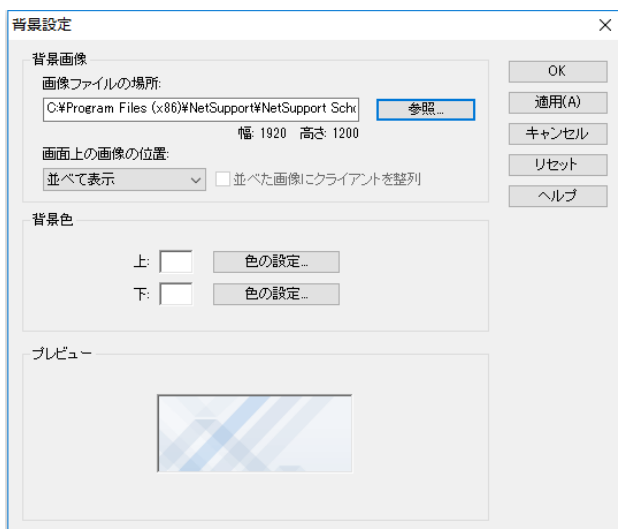 背景設定
背景画像
画像ファイルの場所:
C:¥Program Files (x86)¥NetSupport¥NetSupport Scho
参照...
幅: 1920 高さ: 1200
画面上の画像の位置:
並べて表示
並べた画像にクライアントを整列
背景色
上:
色の設定...
下:
色の設定...
プレビュー
OK
適用(A)
キャンセル
リセット
ヘルプ